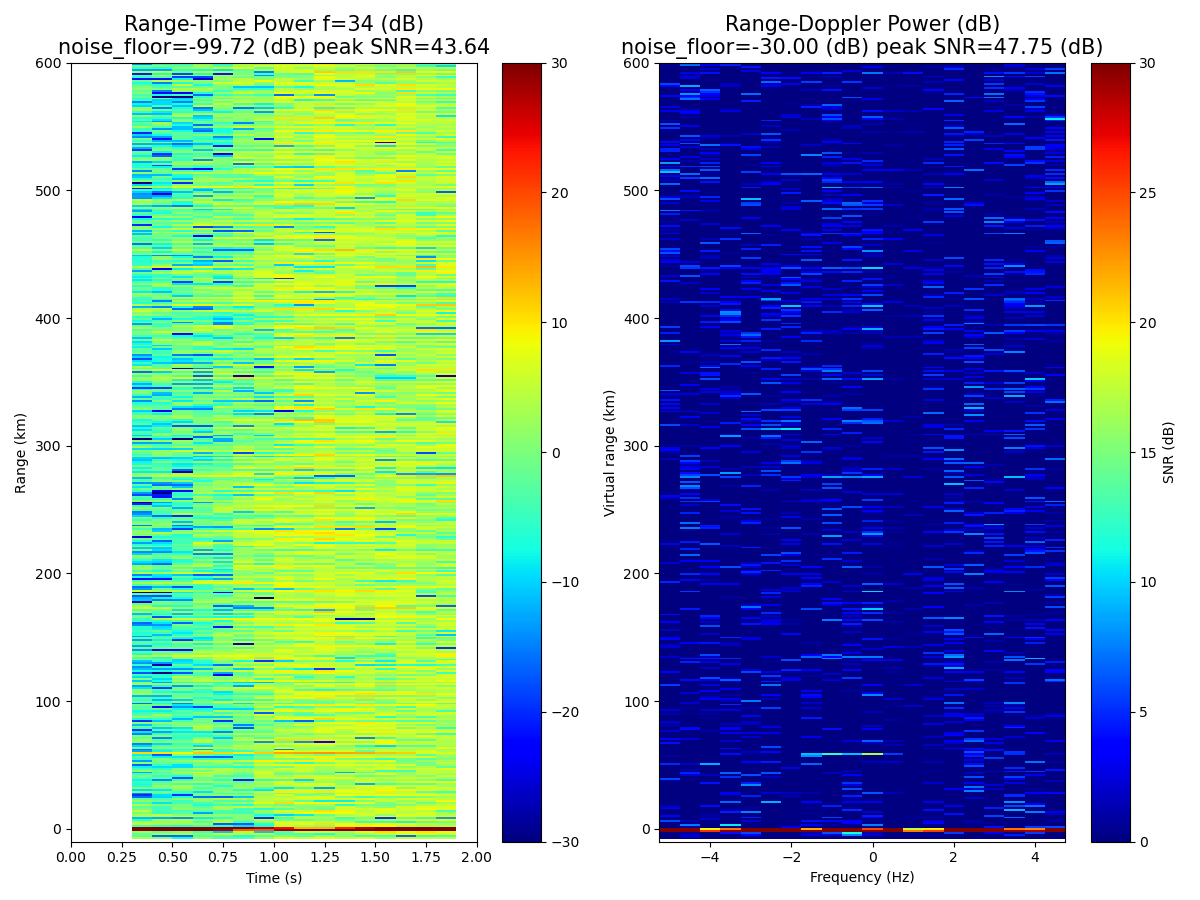 Range-Time Power f=34 (dB)
noise_floor=-99.72 (dB) peak SNR=43.64
Range (km)
600
500
400
300
200
100
0
0.00 0.25 0.50 0.75 1.00 1.25 1.50 1.75 2.00
Time (s)
30
20
10
0
−10
−20
−30
Range-Doppler Power (dB)
noise_floor=-30.00 (dB) peak SNR=47.75 (dB)
Virtual range (km)
600
500
400
300
200
100
0
−4 −2 0 2 4
Frequency (Hz)
30
25
20
15
10
5
0
SNR (dB)